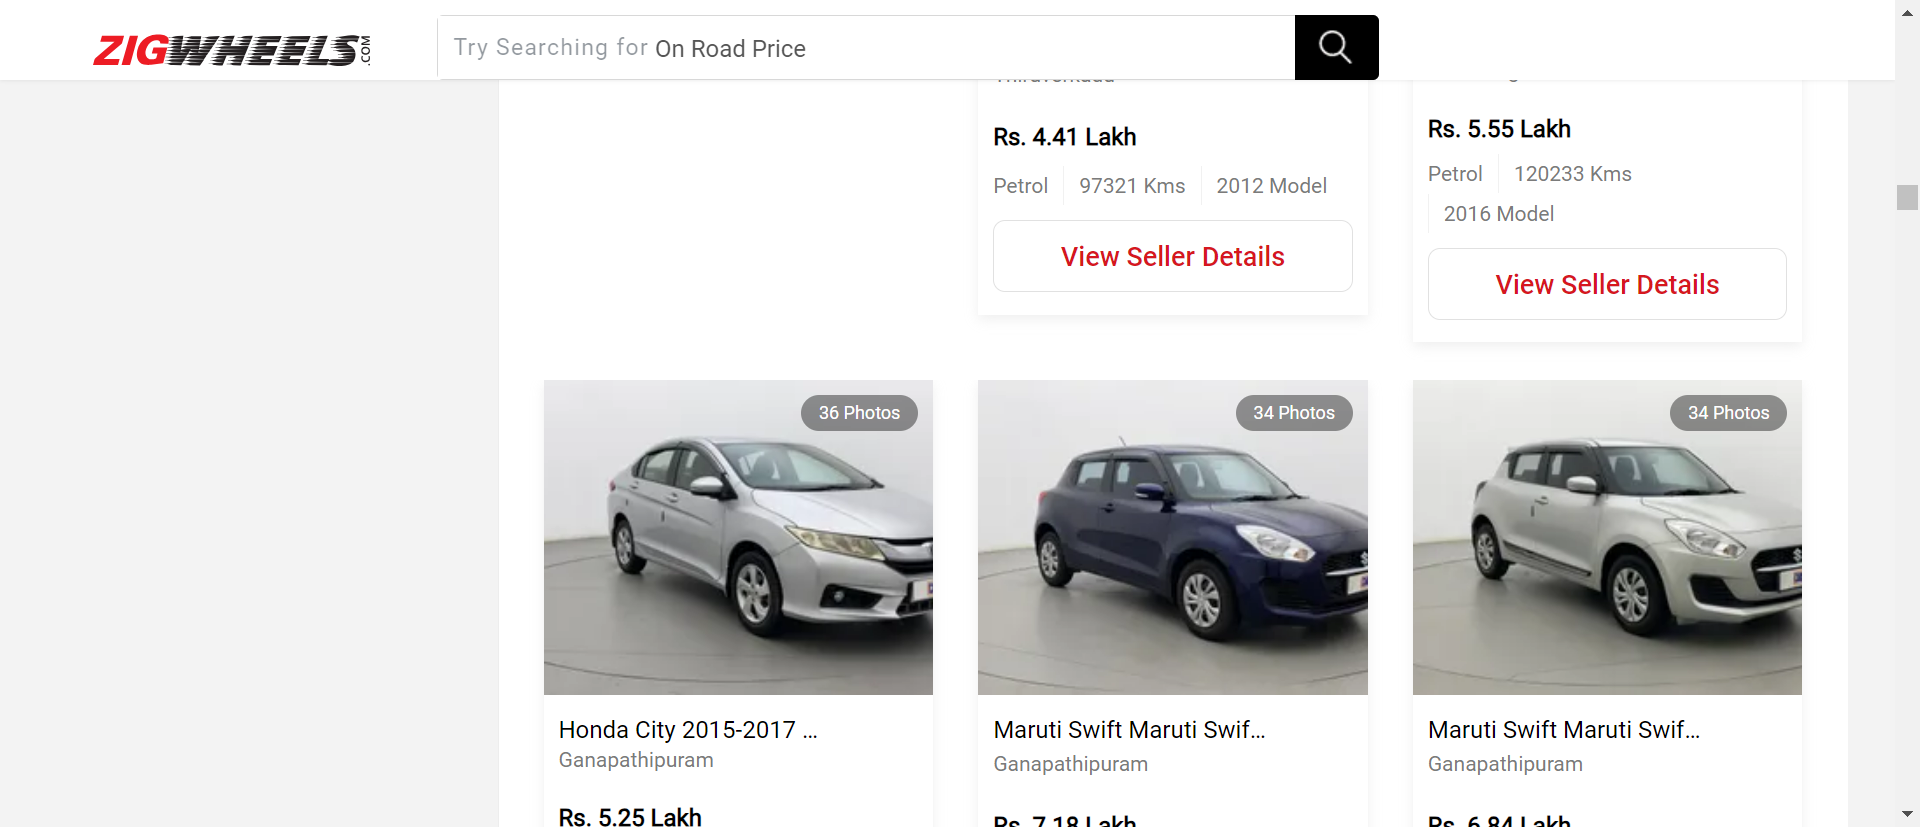 ZIGWHEELS.COM
Try Searching for On Road Price
Rs. 4.41 Lakh
Petrol 97321 Kms 2012 Model
View Seller Details
Rs. 5.55 Lakh
Petrol 120233 Kms
2016 Model
View Seller Details
36 Photos
Honda City 2015-2017 ...
Ganapathipuram
Rs. 5.25 Lakh
34 Photos
Maruti Swift Maruti Swif...
Ganapathipuram
Rs. 7.18 Lakh
34 Photos
Maruti Swift Maruti Swif...
Ganapathipuram
Rs. 6.84 Lakh